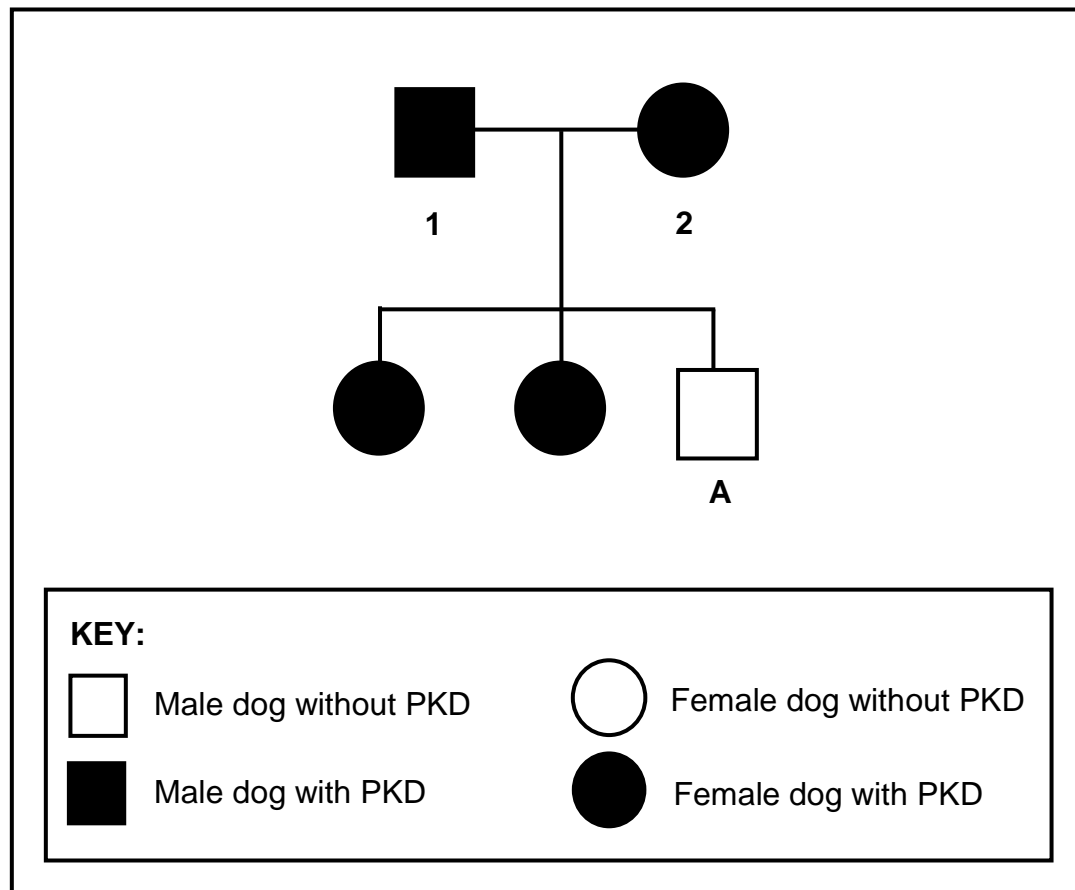 1 2
A
KEY:
Male dog without PKD Female dog without PKD
Male dog with PKD Female dog with PKD